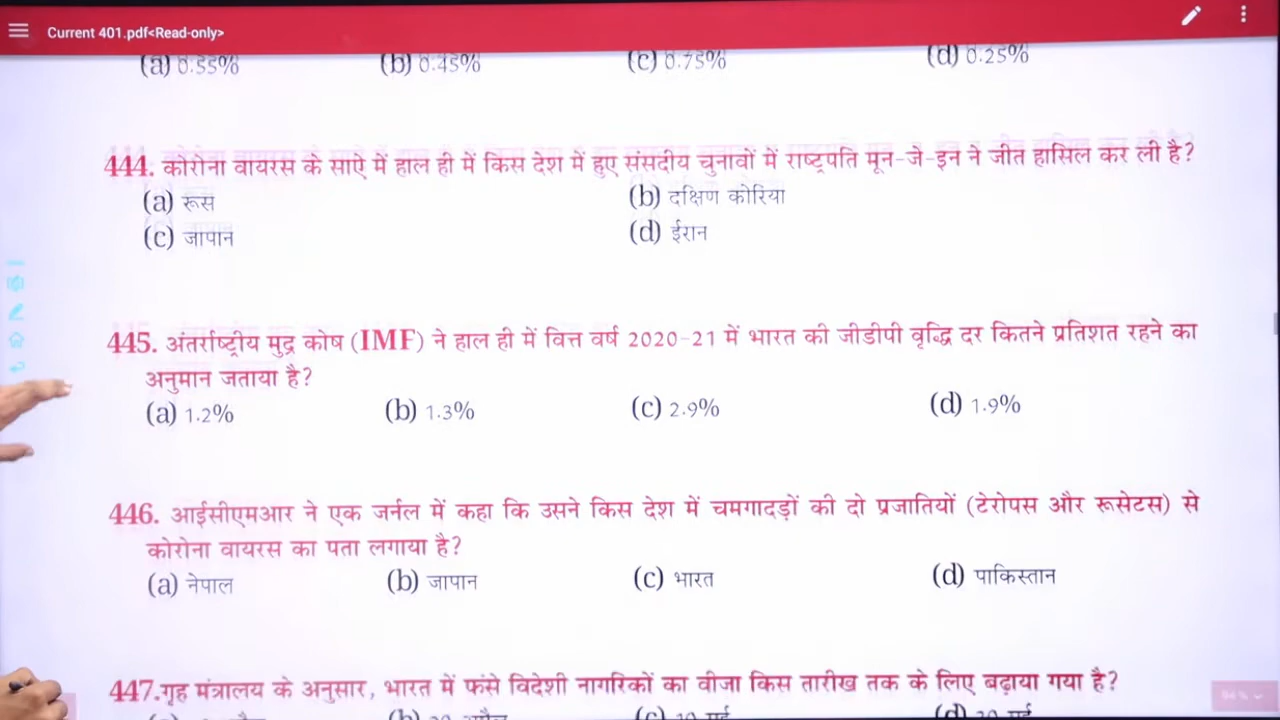 Current 401.pdf<Read-only>
(a) 0.55% (b) 0.45% (c) 0.75% (d) 0.25%
444. कोरोना वायरस के साऐ में हाल ही में किस देश में हुए संसदीय चुनावों में राष्ट्रपति मून-जे-इन ने जीत हासिल कर ली है?
(a) रूस (b) दक्षिण कोरिया
(c) जापान (d) ईरान
445. अंतर्राष्ट्रीय मुद्र कोष (IMF) ने हाल ही में वित्त वर्ष 2020-21 में भारत की जीडीपी वृद्धि दर कितने प्रतिशत रहने का
अनुमान जताया है?
(a) 1.2% (b) 1.3% (c) 2.9% (d) 1.9%
446. आईसीएमआर ने एक जर्नल में कहा कि उसने किस देश में चमगादड़ों की दो प्रजातियों (टेरोपस और रूसेटस) से
कोरोना वायरस का पता लगाया है?
(a) नेपाल (b) जापान (c) भारत (d) पाकिस्तान
447.गृह मंत्रालय के अनुसार, भारत में फंसे विदेशी नागरिकों का वीजा किस तारीख तक के लिए बढ़ाया गया है?